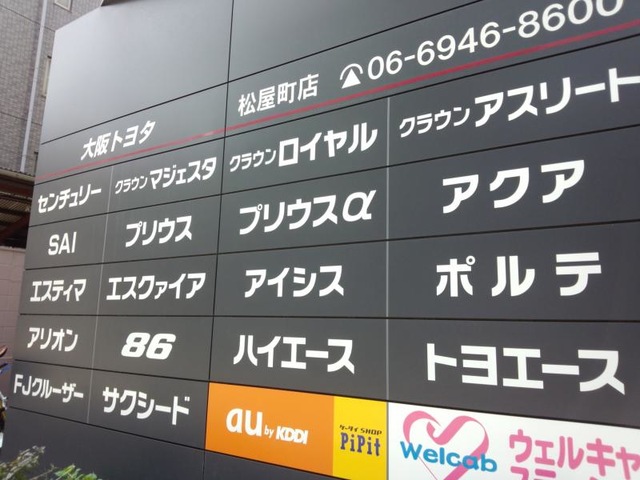 大阪トヨタ 松屋町店 06-6946-8600
センチュリー クラウンマジェスタ クラウンロイヤル クラウンアスリート
SAI プリウス プリウスα アクア
エスティマ エスクァイア アイシス ポルテ
アリオン 86 ハイエース トヨエース
FJクルーザー サクシード
au by KDDI
ケータイSHOP
PiPit
Welcab
ウェルキャ